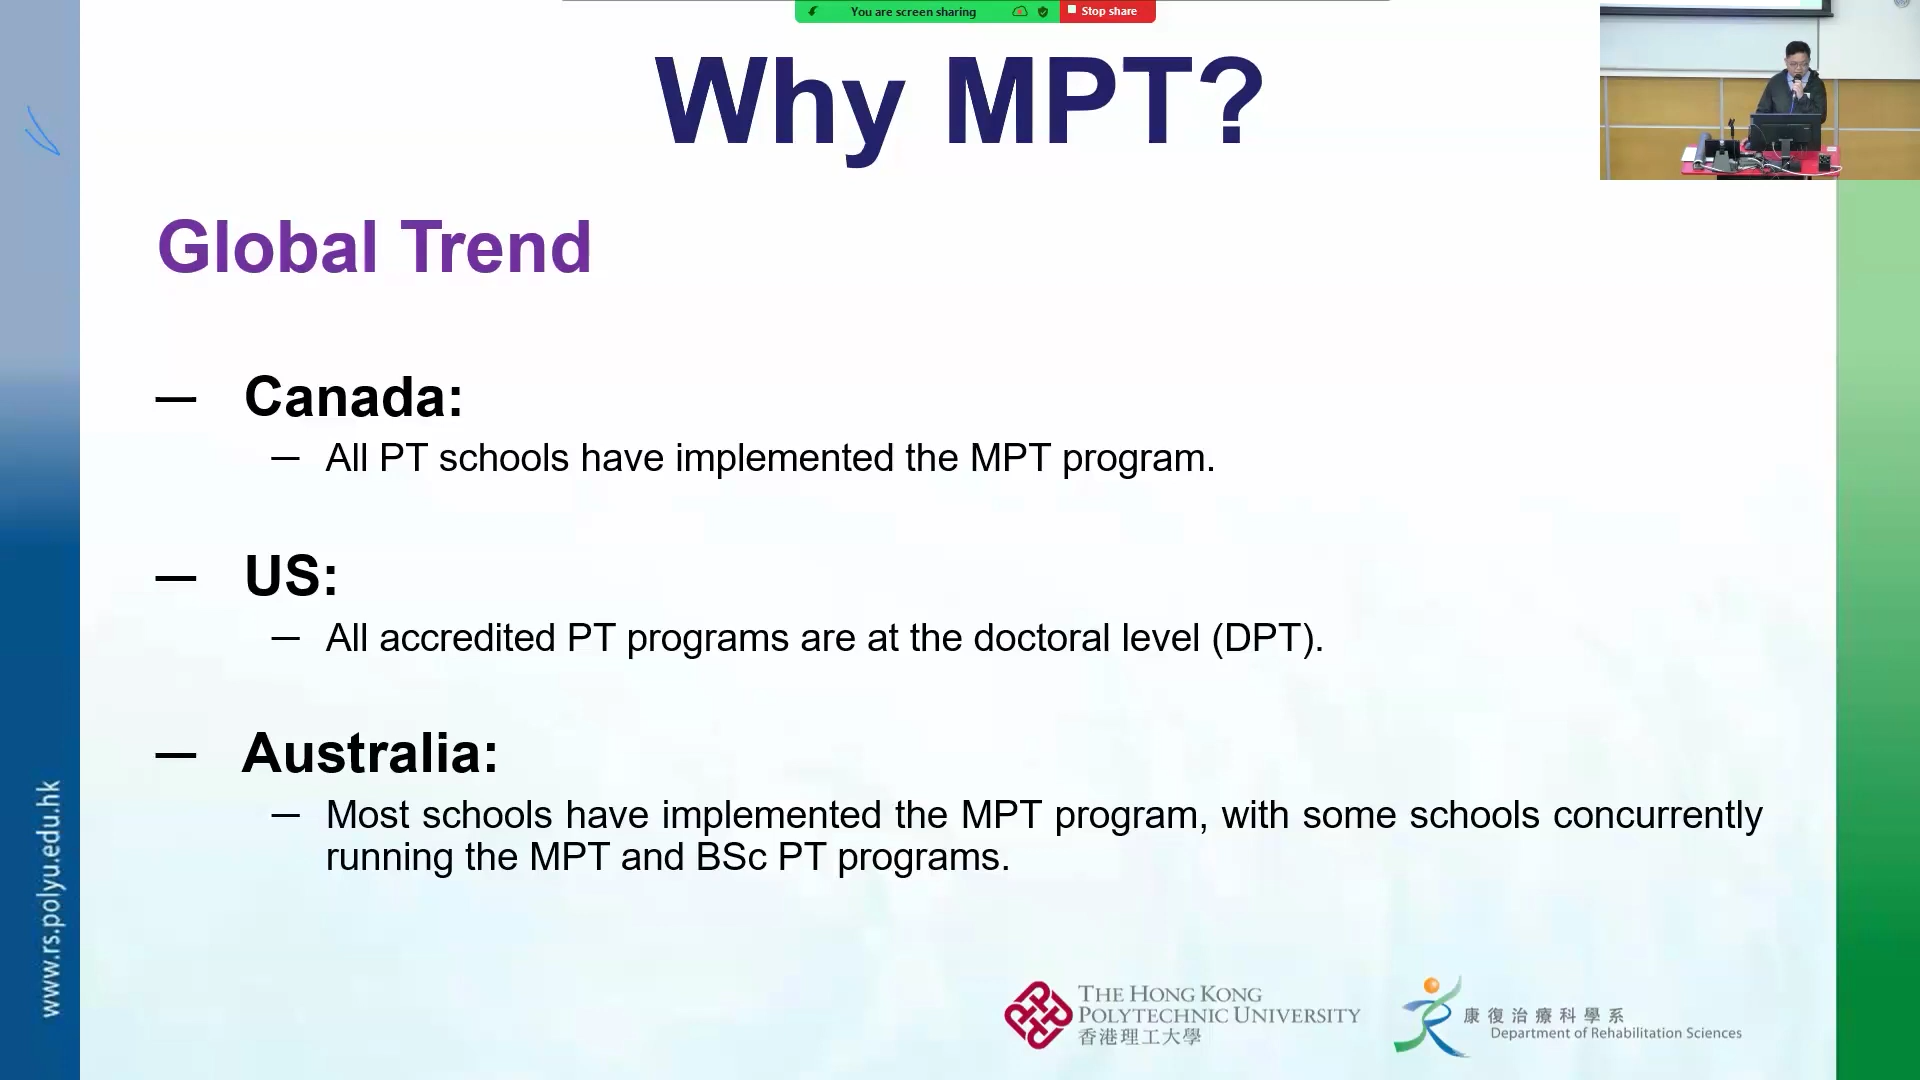 You are screen sharing
Stop share
Why MPT?
Global Trend
— Canada:
— All PT schools have implemented the MPT program.
— US:
— All accredited PT programs are at the doctoral level (DPT).
— Australia:
— Most schools have implemented the MPT program, with some schools concurrently
running the MPT and BSc PT programs.
www.rs.polyu.edu.hk
THE HONG KONG
POLYTECHNIC UNIVERSITY
香港理工大學
康復治療科學系
Department of Rehabilitation Sciences